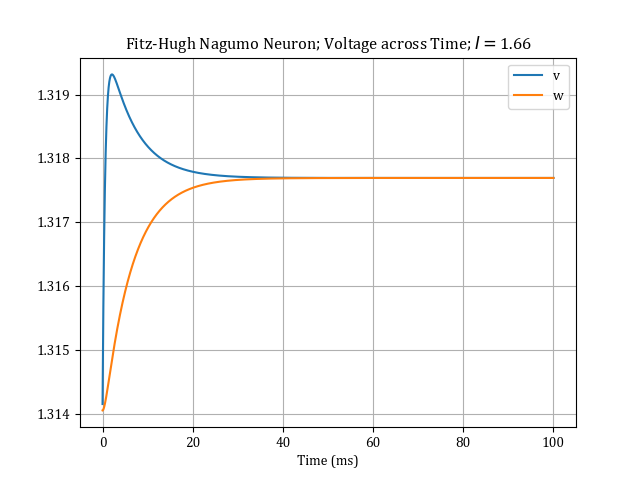 Fitz-Hugh Nagumo Neuron; Voltage across Time; I = 1.66
v
w
1.319
1.318
1.317
1.316
1.315
1.314
0 20 40 60 80 100
Time (ms)